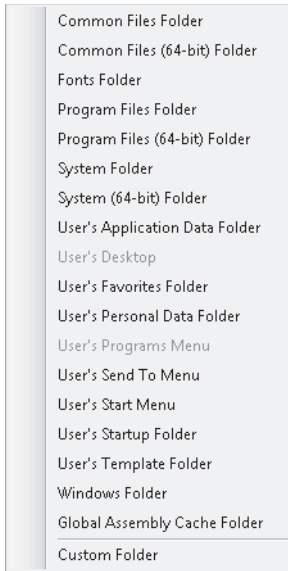 Common Files Folder
Common Files (64-bit) Folder
Fonts Folder
Program Files Folder
Program Files (64-bit) Folder
System Folder
System (64-bit) Folder
User's Application Data Folder
User's Desktop
User's Favorites Folder
User's Personal Data Folder
User's Programs Menu
User's Send To Menu
User's Start Menu
User's Startup Folder
User's Template Folder
Windows Folder
Global Assembly Cache Folder
Custom Folder